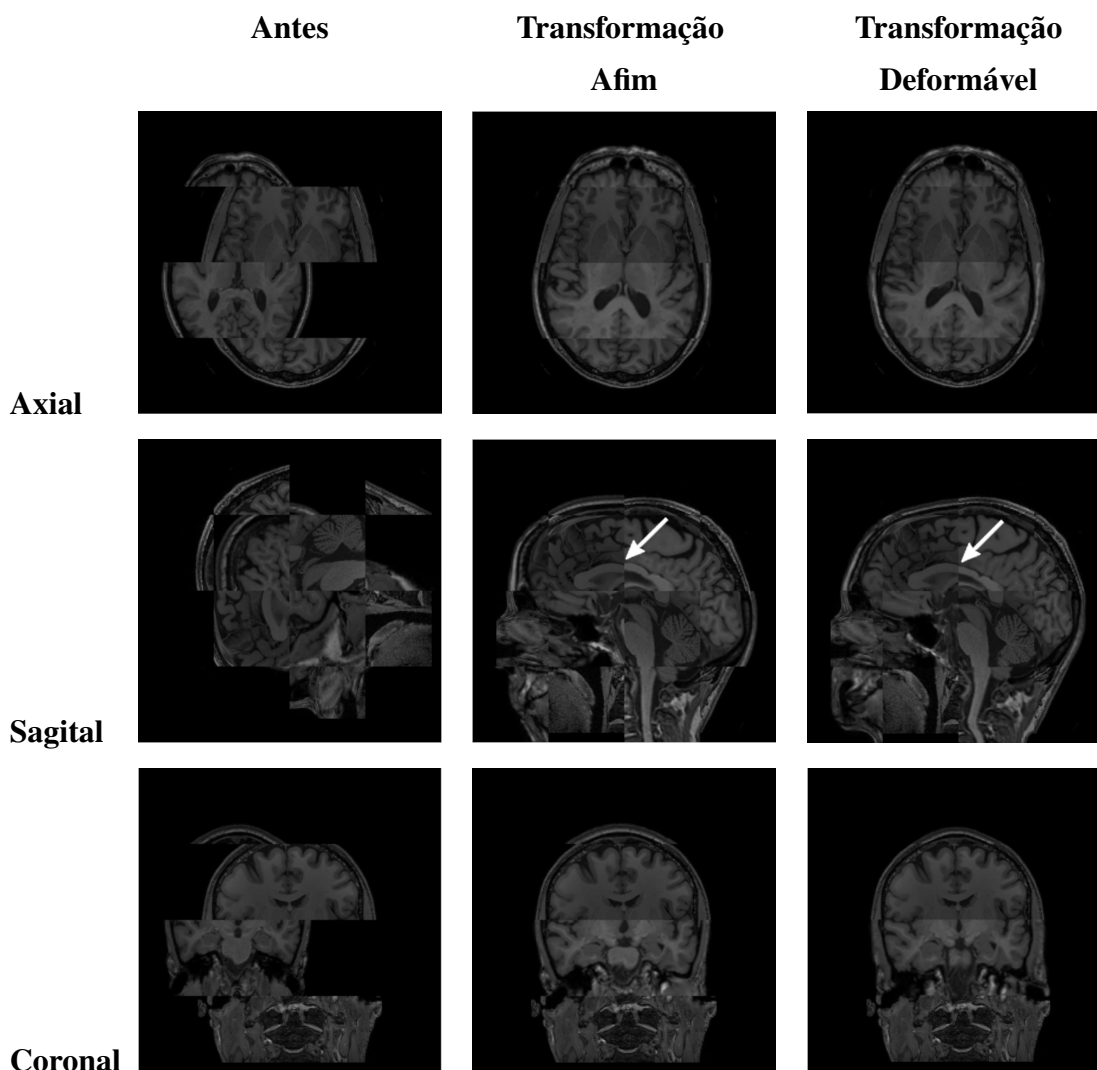 Antes
Transformação
Afim
Transformação
Deformável
Axial
Sagital
Coronal